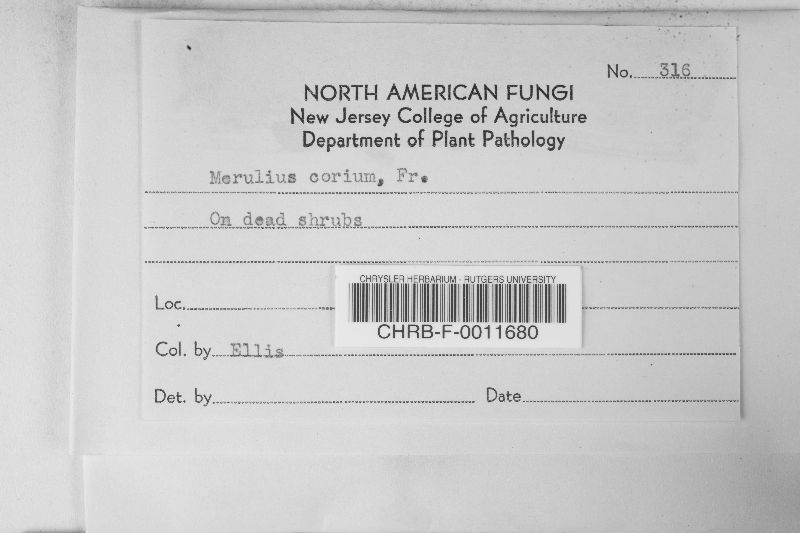 No. 316
NORTH AMERICAN FUNGI
New Jersey College of Agriculture
Department of Plant Pathology
Merulius corium, Fr.
On dead shrubs
CHRYSLER HERBARIUM - RUTGERS UNIVERSITY
Loc.
CHRB-F-0011680
Col. by Ellis
Det. by Date